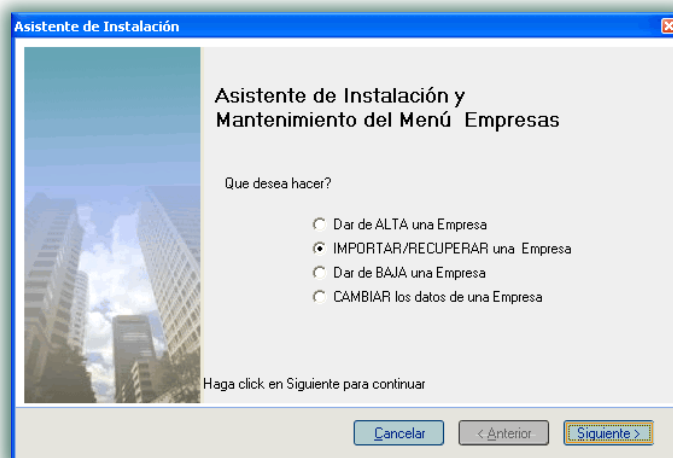 Asistente de Instalación
Asistente de Instalación y
Mantenimiento del Menú Empresas
Que desea hacer?
Dar de ALTA una Empresa
IMPORTAR/RECUPERAR una Empresa
Dar de BAJA una Empresa
CAMBIAR los datos de una Empresa
Haga click en Siguiente para continuar
Cancelar
< Anterior
Siguiente >